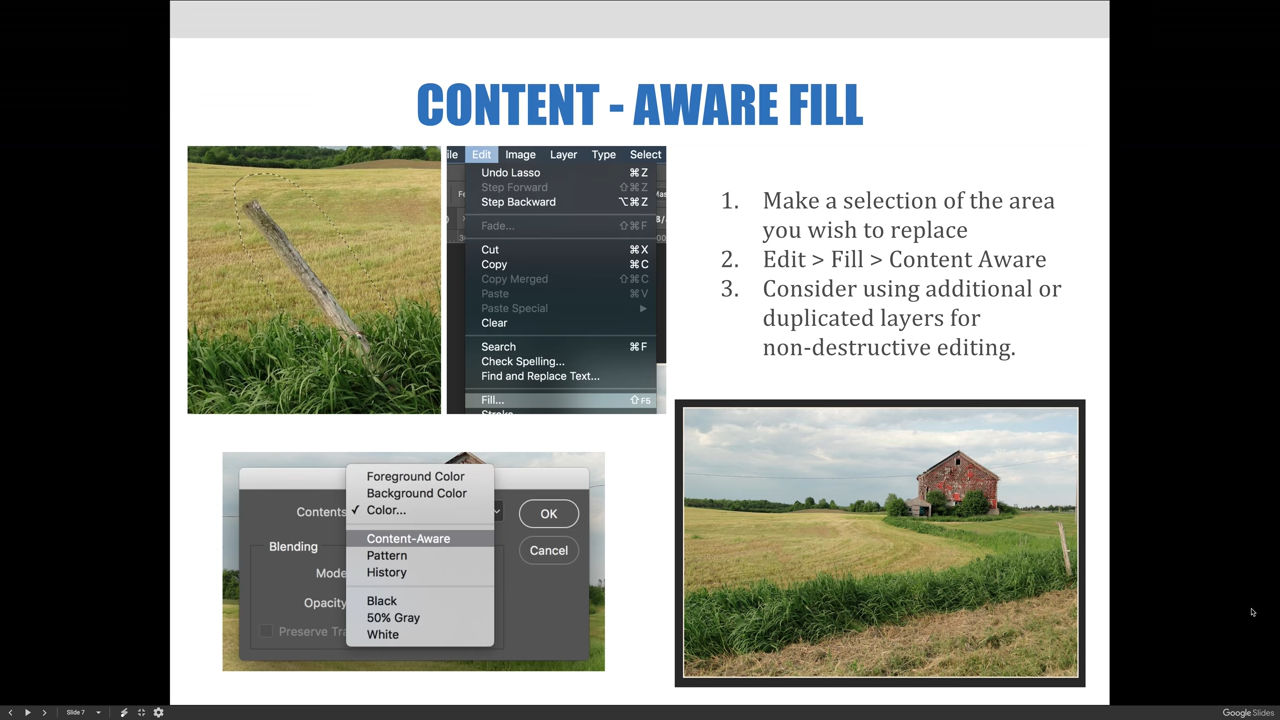 CONTENT - AWARE FILL
ile Edit Image Layer Type Select
Undo Lasso ⌘Z
Step Forward ⇧⌘Z
Step Backward ⌥⌘Z
Fade... ⇧⌘F
Cut ⌘X
Copy ⌘C
Copy Merged ⇧⌘C
Paste ⌘V
Paste Special ▶
Clear
Search ⌘F
Check Spelling...
Find and Replace Text...
Fill... ⇧F5
1. Make a selection of the area
you wish to replace
2. Edit > Fill > Content Aware
3. Consider using additional or
duplicated layers for
non-destructive editing.
Foreground Color
Background Color
Contents ✓ Color...
OK
Content-Aware
Blending
Cancel
Pattern
Mode
History
Opacity
Black
50% Gray
Preserve Tra
White
Slide 7
Google Slides